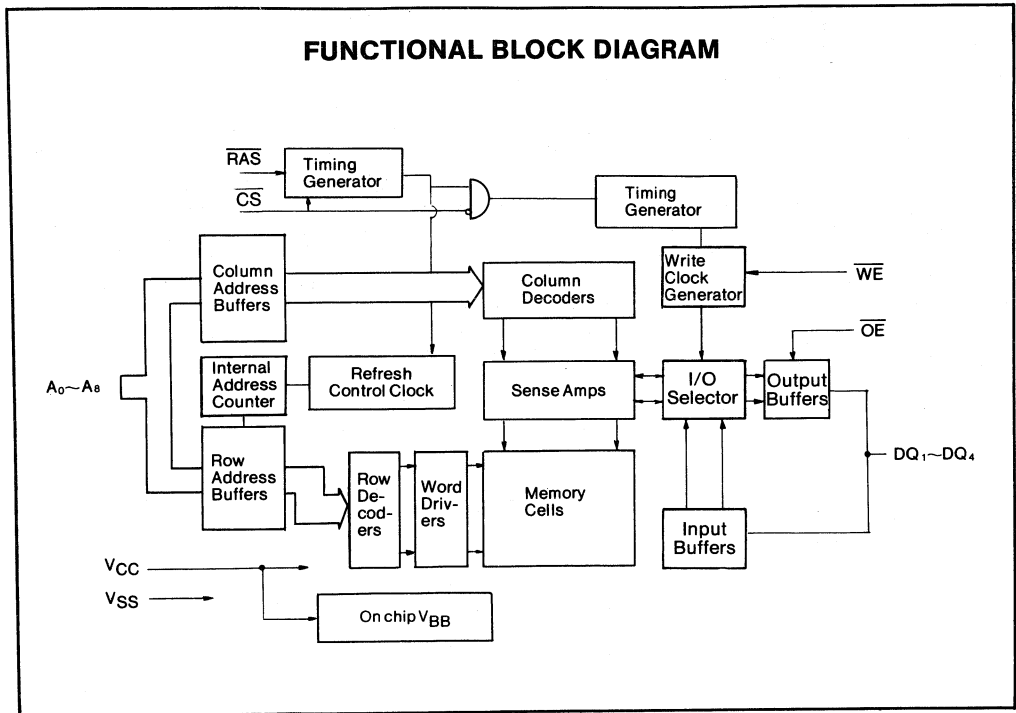 FUNCTIONAL BLOCK DIAGRAM
RAS
Timing
Generator
CS
Timing
Generator
Column
Address
Buffers
Column
Decoders
Write
Clock
Generator
WE
OE
A₀~A₈
Internal
Address
Counter
Refresh
Control Clock
Sense Amps
I/O
Selector
Output
Buffers
Row
Address
Buffers
Row
De-
cod-
ers
Word
Driv-
ers
Memory
Cells
DQ₁~DQ₄
Input
Buffers
VCC
VSS
On chip VBB